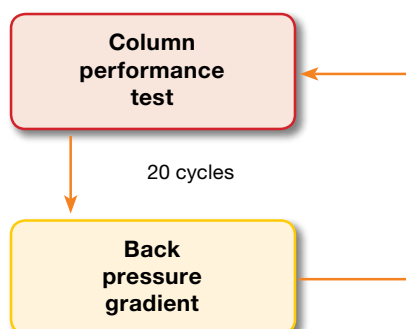 Column
performance
test
20 cycles
Back
pressure
gradient